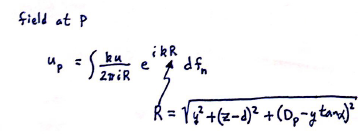 field at P
u_p = ∫ ku/2πiR e^{ikR} df_n
R = √(y² + (z-d)² + (D_p - y tanα)²)